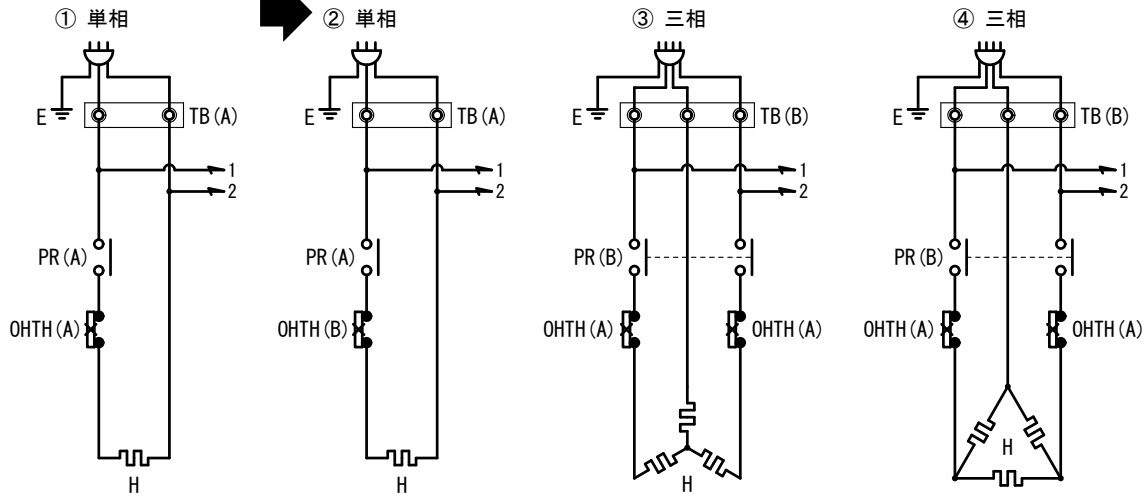 ① 単相
② 単相
③ 三相
④ 三相
E TB(A)
E TB(A)
E TB(B)
E TB(B)
1
1
1
1
2
2
2
2
PR(A)
PR(A)
PR(B)
PR(B)
OHTH(A)
OHTH(B)
OHTH(A) OHTH(A)
OHTH(A) OHTH(A)
H
H
H
H